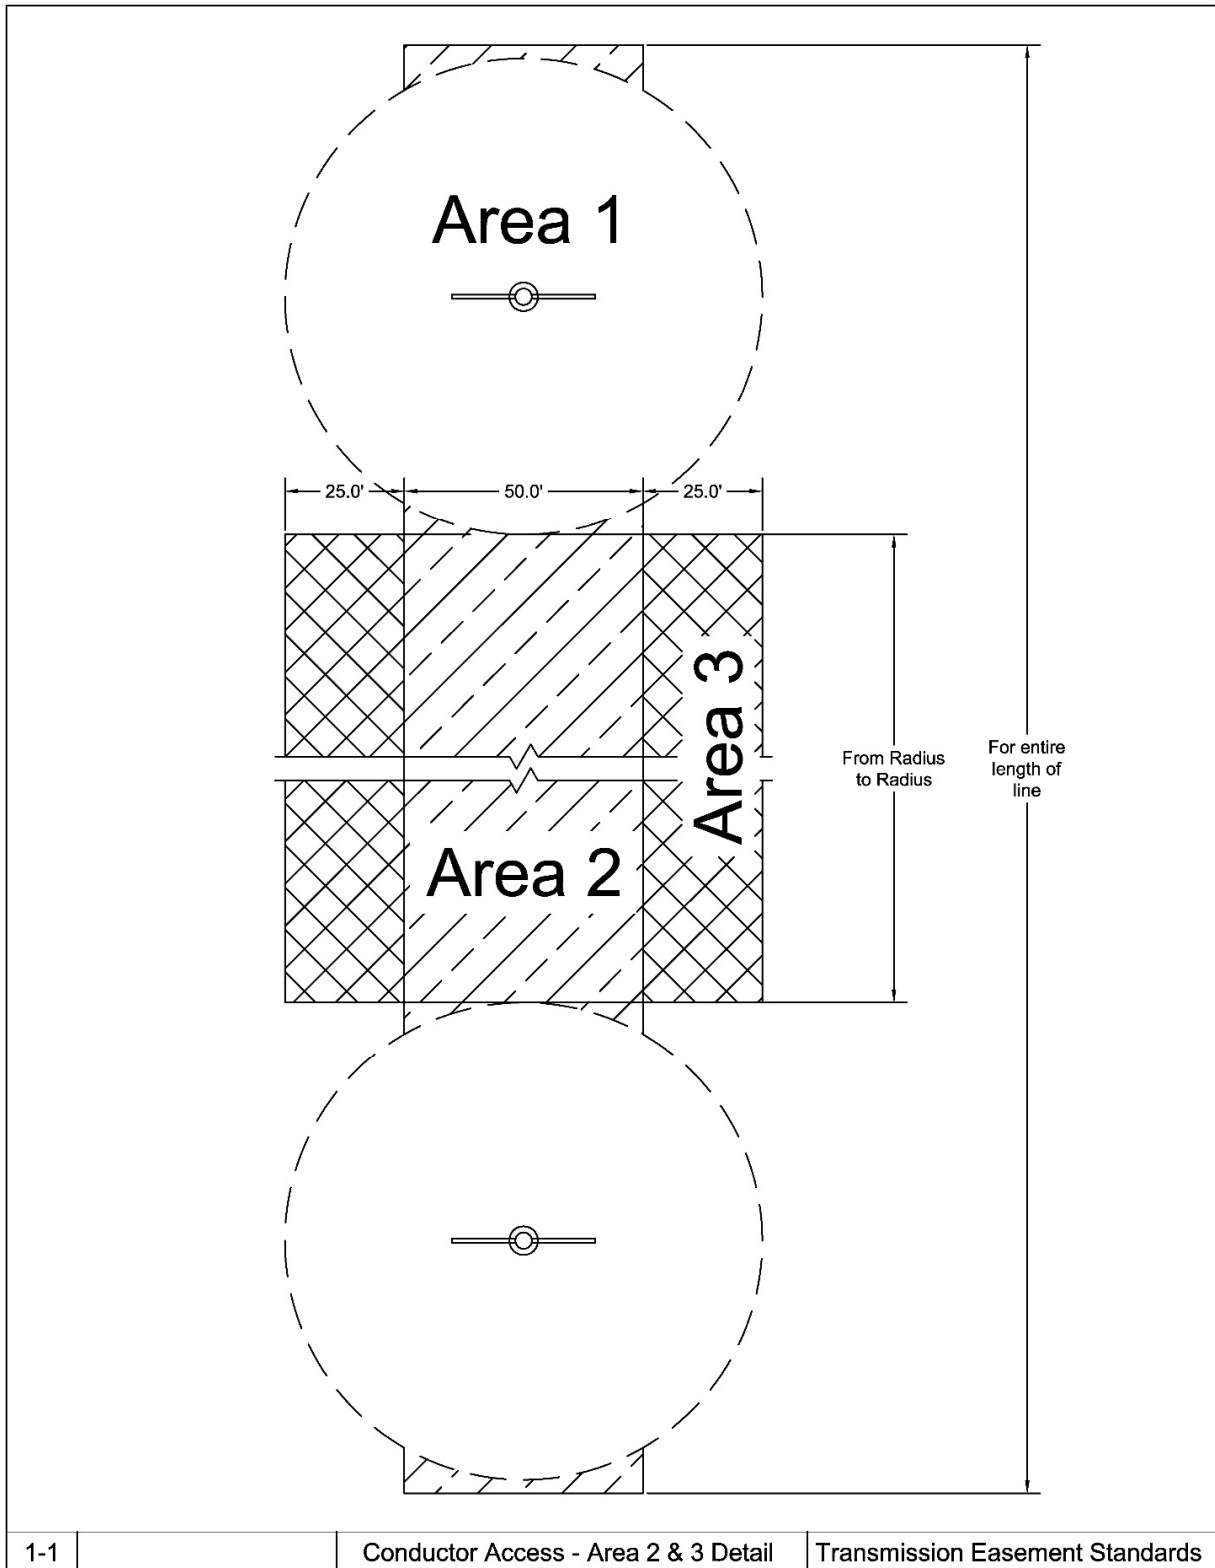 Area 1
25.0'
50.0'
25.0'
Area 3
From Radius
to Radius
For entire
length of
line
Area 2
1-1
Conductor Access - Area 2 & 3 Detail
Transmission Easement Standards